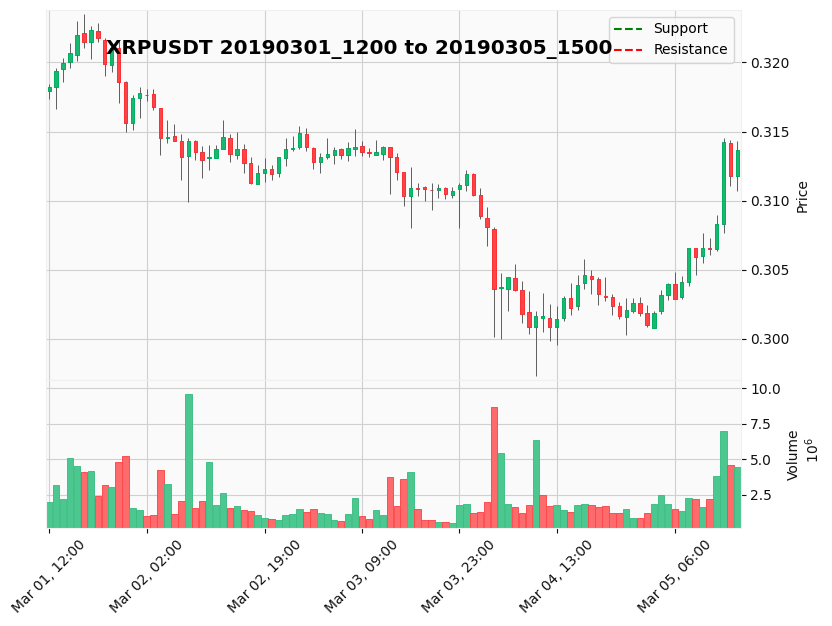 XRPUSDT 20190301_1200 to 20190305_1500
Support
Resistance
0.320
0.315
0.310
0.305
0.300
Price
10.0
7.5
5.0
2.5
Volume
10^6
Mar 01, 12:00
Mar 02, 02:00
Mar 02, 19:00
Mar 03, 09:00
Mar 03, 23:00
Mar 04, 13:00
Mar 05, 06:00